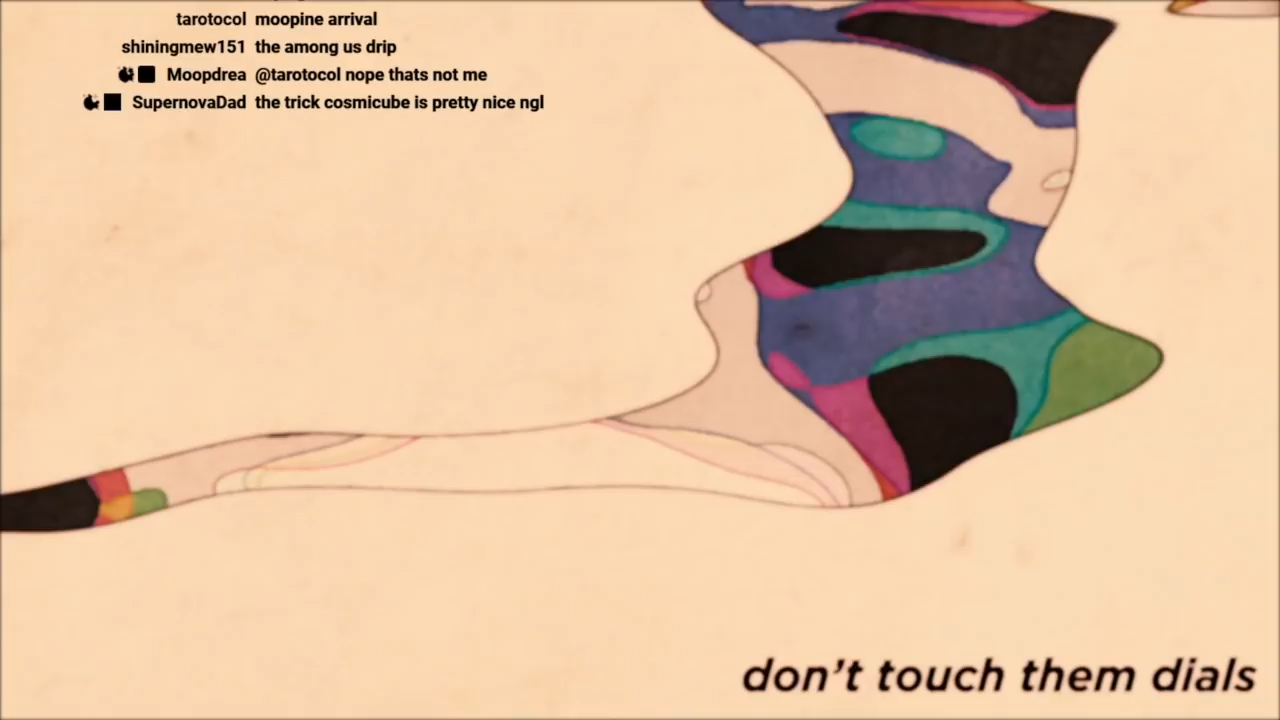 tarotocol moopine arrival
shiningmew151 the among us drip
Moopdrea @tarotocol nope thats not me
SupernovaDad the trick cosmicube is pretty nice ngl
don't touch them dials